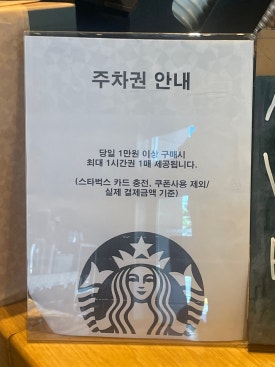 주차권 안내
당일 1만원 이상 구매시
최대 1시간권 1매 제공됩니다.
(스타벅스 카드 충전, 쿠폰사용 제외/
실제 결제금액 기준)